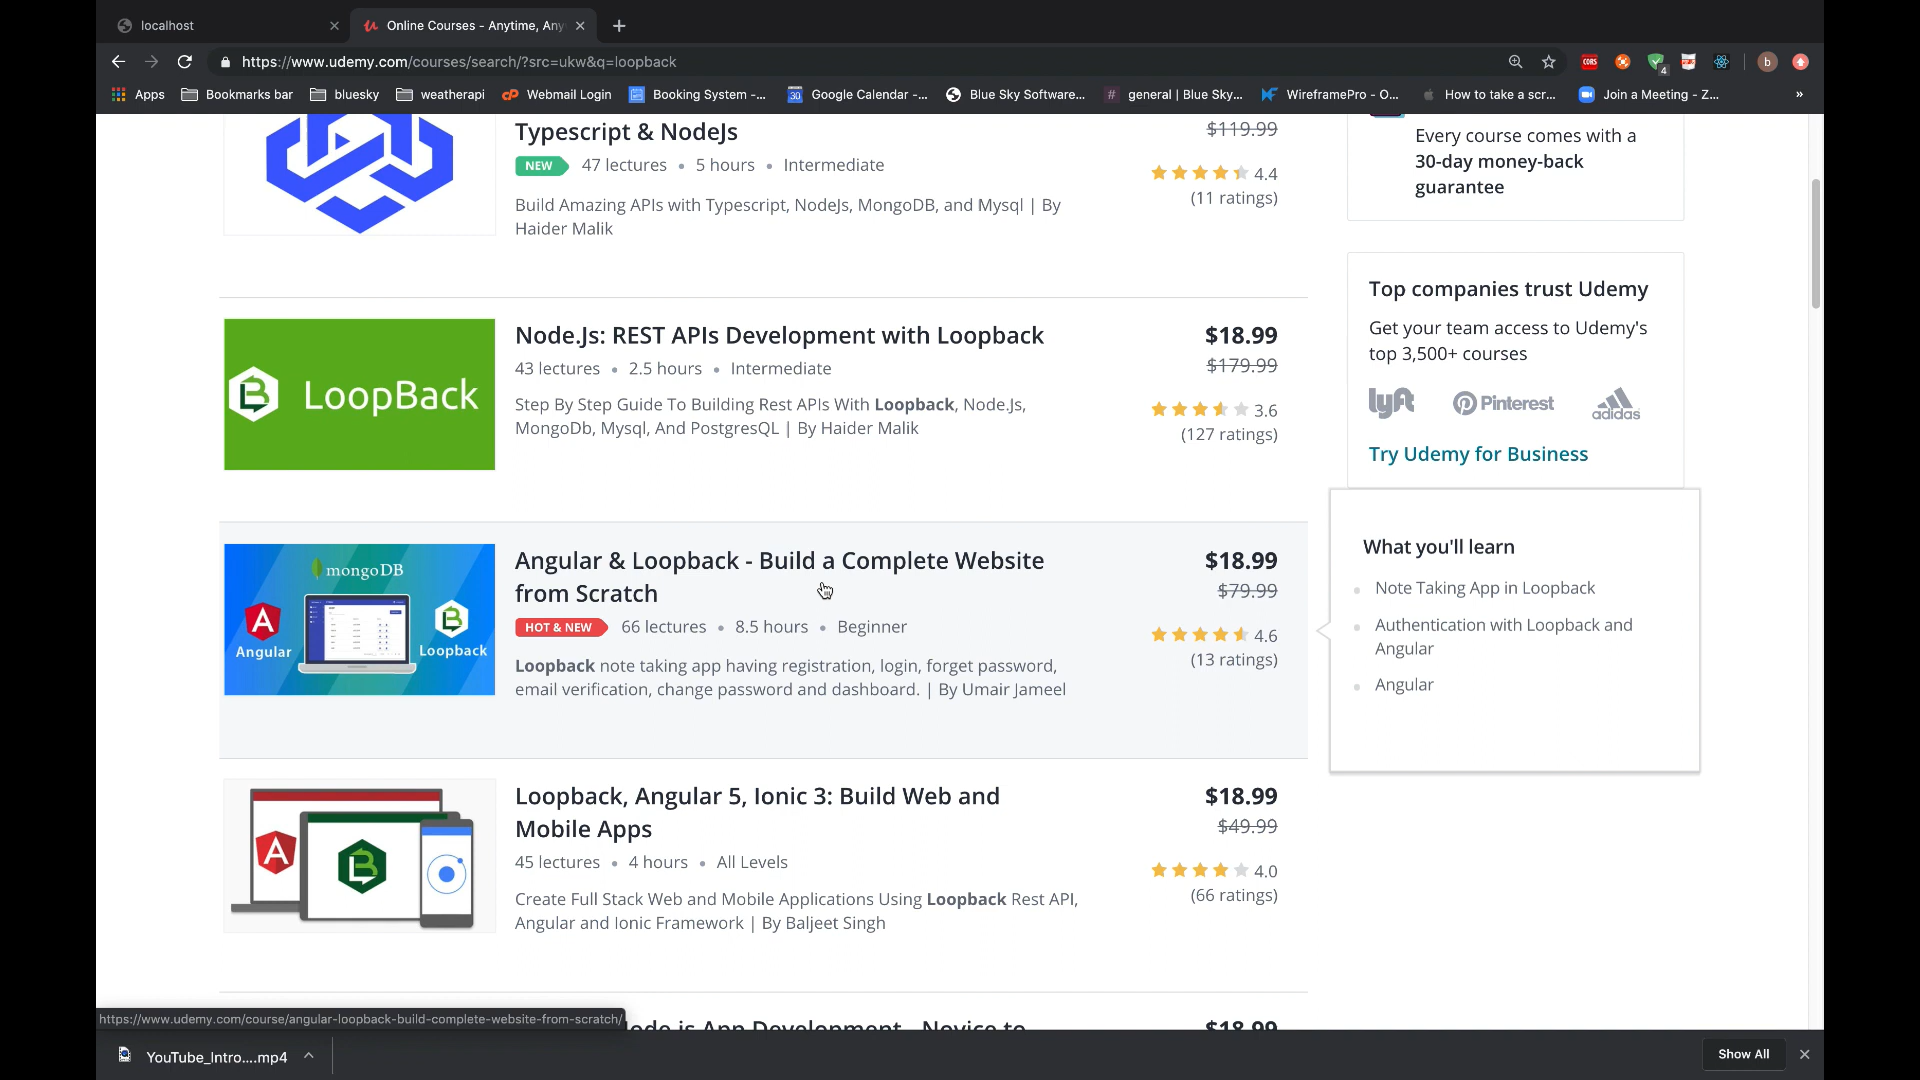 localhost
Online Courses - Anytime, Any
https://www.udemy.com/courses/search/?src=ukw&q=loopback
CORS
4
b
Apps
Bookmarks bar
bluesky
weatherapi
Webmail Login
Booking System -...
30
Google Calendar -...
Blue Sky Software...
# general | Blue Sky...
WireframePro - O...
How to take a scr...
Join a Meeting - Z...
»
Typescript & NodeJs
$119.99
NEW 47 lectures • 5 hours • Intermediate
4.4
(11 ratings)
Build Amazing APIs with Typescript, NodeJs, MongoDB, and Mysql | By
Haider Malik
Every course comes with a
30-day money-back
guarantee
LoopBack
Node.Js: REST APIs Development with Loopback
$18.99
$179.99
43 lectures • 2.5 hours • Intermediate
3.6
(127 ratings)
Step By Step Guide To Building Rest APIs With Loopback, Node.Js,
MongoDb, Mysql, And PostgresQL | By Haider Malik
Top companies trust Udemy
Get your team access to Udemy's
top 3,500+ courses
lyft
Pinterest
adidas
Try Udemy for Business
mongoDB
Angular
Loopback
Angular & Loopback - Build a Complete Website
from Scratch
$18.99
$79.99
HOT & NEW 66 lectures • 8.5 hours • Beginner
4.6
(13 ratings)
Loopback note taking app having registration, login, forget password,
email verification, change password and dashboard. | By Umair Jameel
What you'll learn
• Note Taking App in Loopback
• Authentication with Loopback and
Angular
• Angular
Loopback, Angular 5, Ionic 3: Build Web and
Mobile Apps
$18.99
$49.99
45 lectures • 4 hours • All Levels
4.0
(66 ratings)
Create Full Stack Web and Mobile Applications Using Loopback Rest API,
Angular and Ionic Framework | By Baljeet Singh
App Development - Novice to
$18.99
https://www.udemy.com/course/angular-loopback-build-complete-website-from-scratch/
YouTube_Intro....mp4
Show All